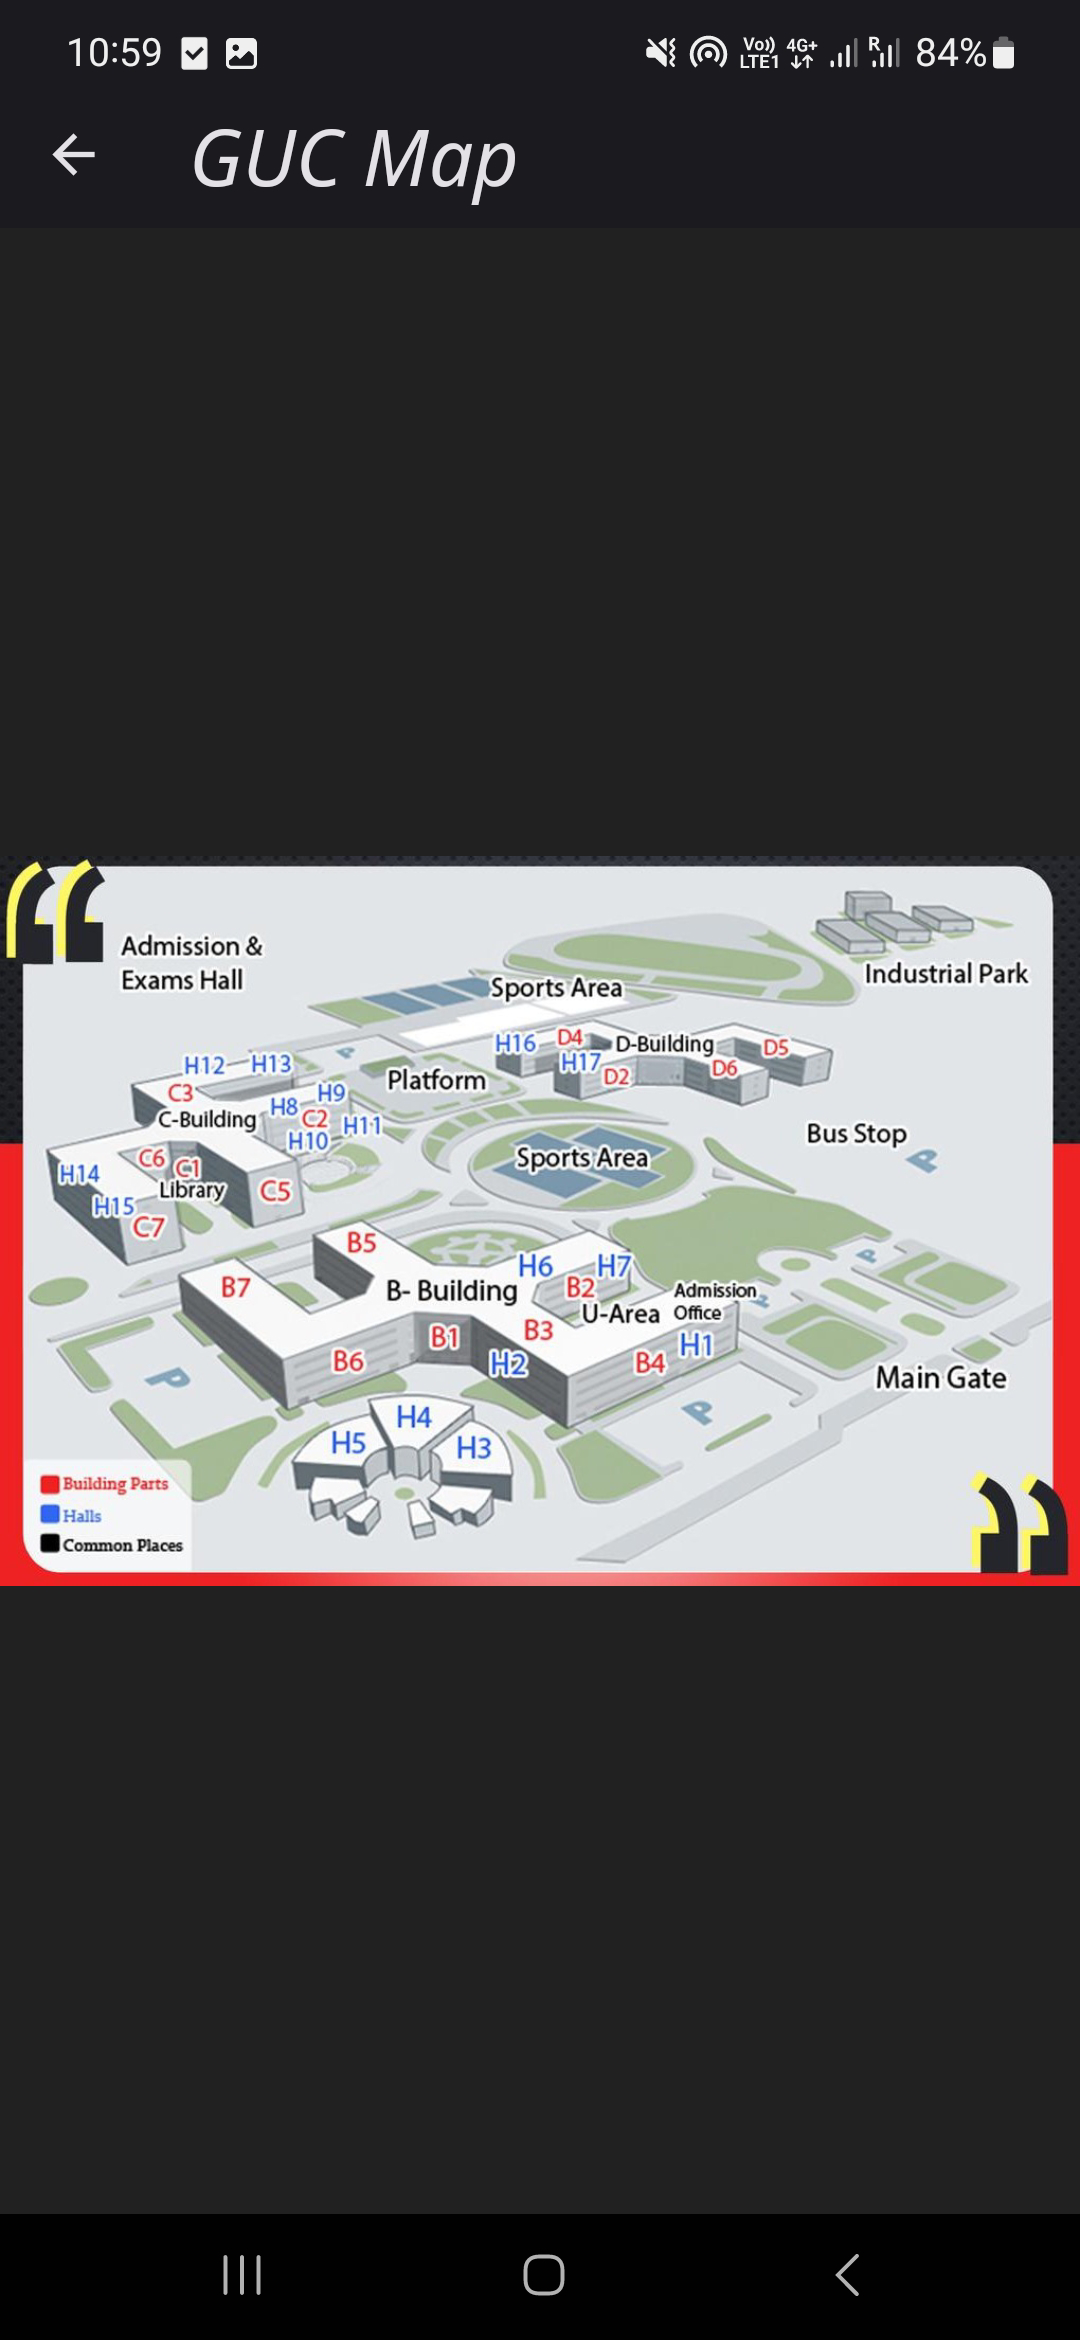 10:59
Vo)) LTE1 4G+ R 84%
GUC Map
Admission &
Exams Hall
Industrial Park
Sports Area
H16 D4 D-Building D5
H17 D2 D6
H12 H13
C3
Platform
H9
H8 C2 H11
C-Building
H10
Bus Stop
P
P
Sports Area
H14 C6 C1
Library C5
H15
C7
B5
H6 H7
P
B7
B- Building
B2
Admission
Office
P
U-Area
B1 B3
H1
B6 H2 B4
Main Gate
P
P
H4
H5 H3
Building Parts
Halls
Common Places